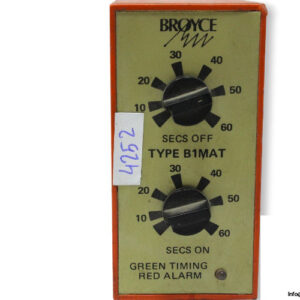 BROYCE
30
20
40
10
50
60
SECS OFF
TYPE B1MAT
4252
30
20
40
10
50
60
SECS ON
GREEN TIMING
RED ALARM